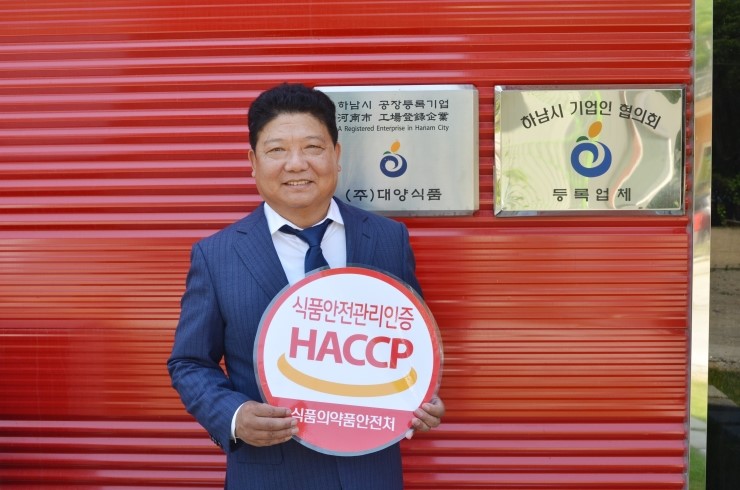 하남시 공장등록기업
河南市 工場登錄企業
A Registered Enterprise in Hanam City
(주)대양식품
하남시 기업인 협의회
등록업체
식품안전관리인증
HACCP
식품의약품안전처